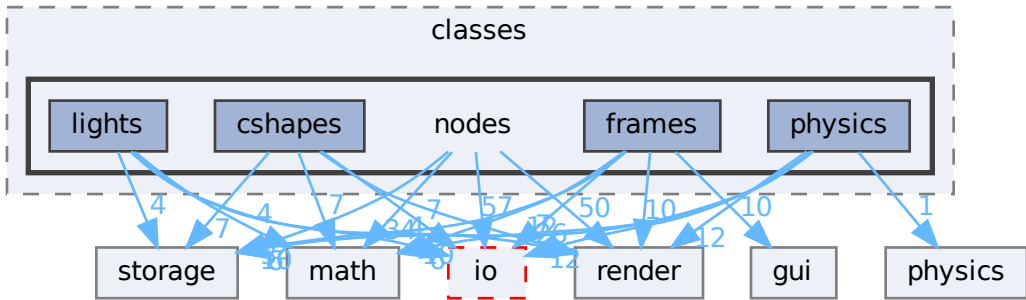 classes
lights
cshapes
nodes
frames
physics
4
7
4
7
34
7
57
50
10
10
12
1
12
storage
math
io
render
gui
physics